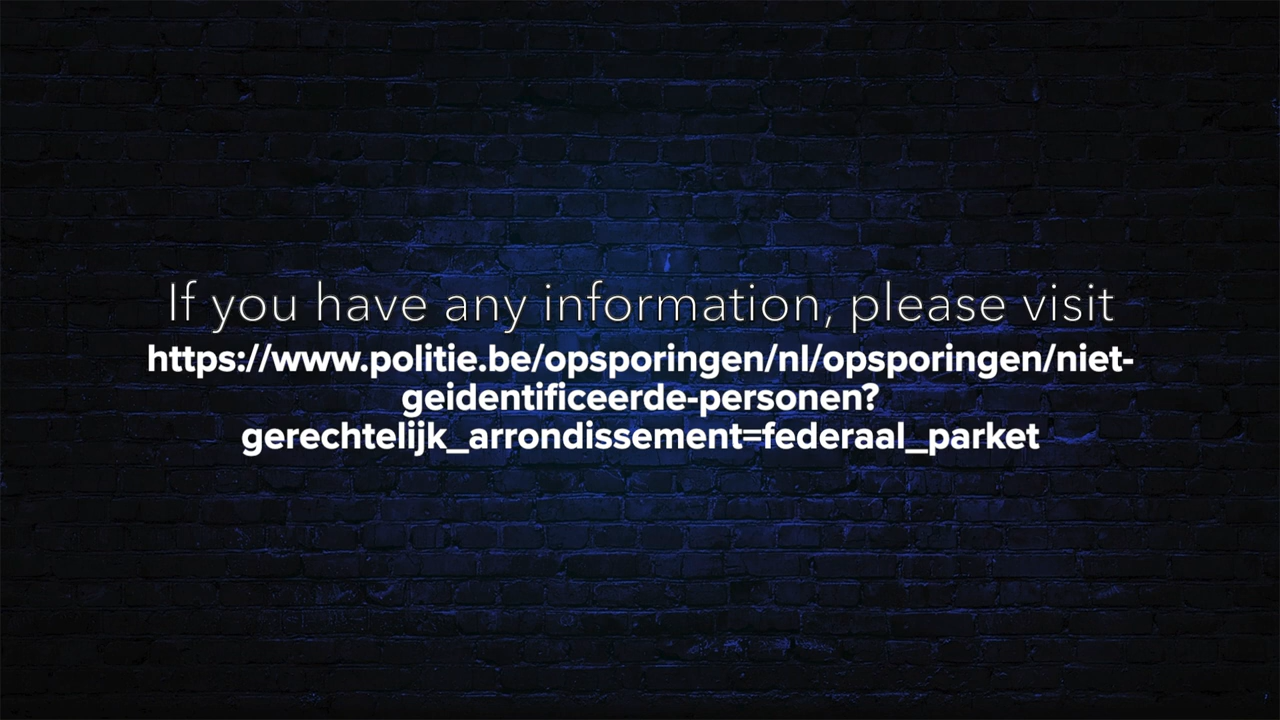 If you have any information, please visit
https://www.politie.be/opsporingen/nl/opsporingen/niet-
geidentificeerde-personen?
gerechtelijk_arrondissement=federaal_parket